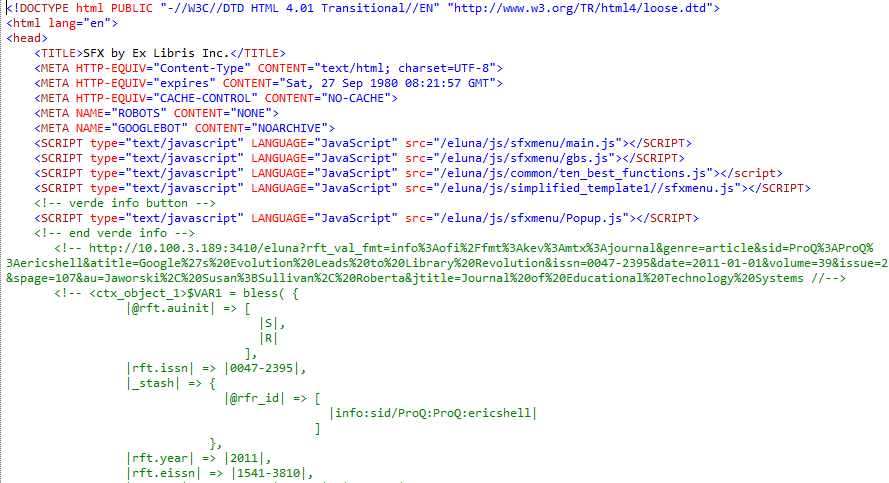 <!DOCTYPE html PUBLIC "-//W3C//DTD HTML 4.01 Transitional//EN" "http://www.w3.org/TR/html4/loose.dtd">
<html lang="en">
<head>
<TITLE>SFX by Ex Libris Inc.</TITLE>
<META HTTP-EQUIV="Content-Type" CONTENT="text/html; charset=UTF-8">
<META HTTP-EQUIV="expires" CONTENT="Sat, 27 Sep 1980 08:21:57 GMT">
<META HTTP-EQUIV="CACHE-CONTROL" CONTENT="NO-CACHE">
<META NAME="ROBOTS" CONTENT="NONE">
<META NAME="GOOGLEBOT" CONTENT="NOARCHIVE">
<SCRIPT type="text/javascript" LANGUAGE="JavaScript" src="/eluna/js/sfxmenu/main.js"></SCRIPT>
<SCRIPT type="text/javascript" LANGUAGE="JavaScript" src="/eluna/js/sfxmenu/gbs.js"></SCRIPT>
<SCRIPT type="text/javascript" LANGUAGE="JavaScript" src="/eluna/js/common/ten_best_functions.js"></script>
<SCRIPT type="text/javascript" LANGUAGE="JavaScript" src="/eluna/js/simplified_template1//sfxmenu.js"></SCRIPT>
<!-- verde info button -->
<SCRIPT type="text/javascript" LANGUAGE="JavaScript" src="/eluna/js/sfxmenu/Popup.js"></SCRIPT>
<!-- end verde info -->
<!-- http://10.100.3.189:3410/eluna?rft_val_fmt=info%3Aofi%2Ffmt%3Akev%3Amtx%3Ajournal&genre=article&sid=ProQ%3AProQ%
3Aericshell&atitle=Google%27s%20Evolution%20Leads%20to%20Library%20Revolution&issn=0047-2395&date=2011-01-01&volume=39&issue=2
&spage=107&au=Jaworski%2C%20Susan%3BSullivan%2C%20Roberta&jtitle=Journal%20of%20Educational%20Technology%20Systems //-->
<!-- <ctx_object_1>$VAR1 = bless( {
|@rft.auinit| => [
|S|,
|R|
],
|rft.issn| => |0047-2395|,
|_stash| => {
|@rfr_id| => [
|info:sid/ProQ:ProQ:ericshell|
]
},
|rft.year| => |2011|,
|rft.eissn| => |1541-3810|,